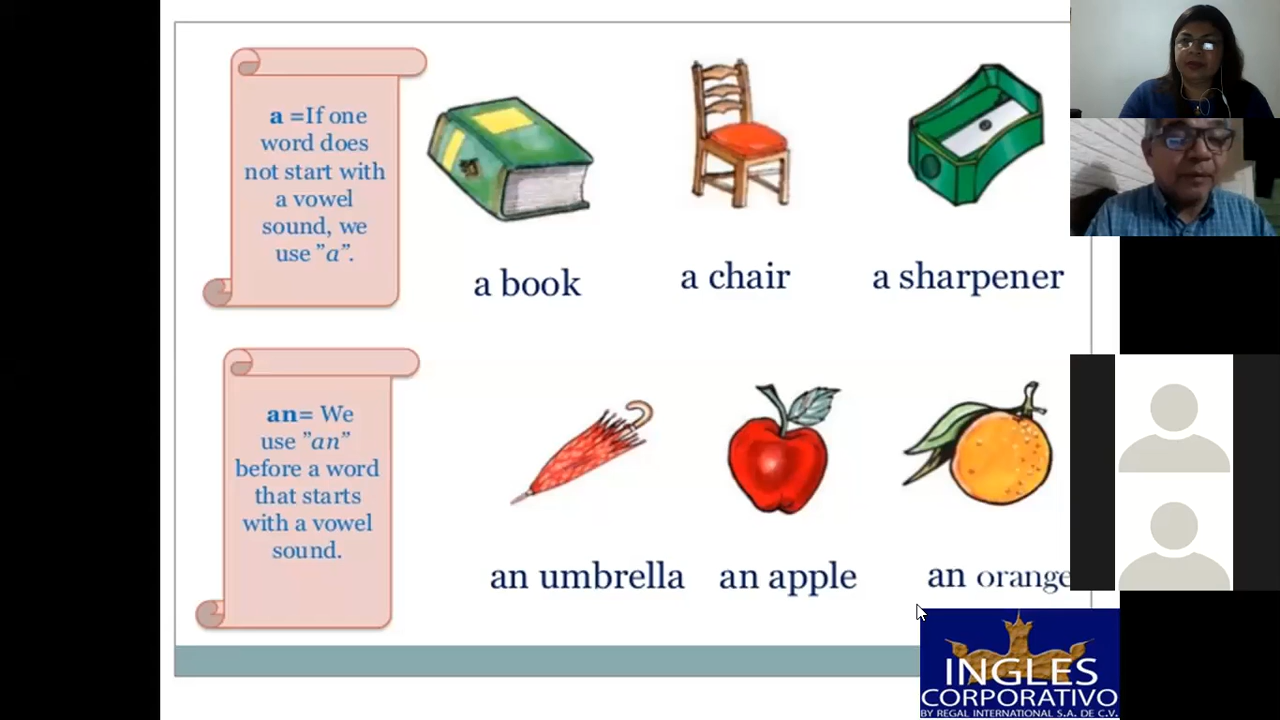 a =If one
word does
not start with
a vowel
sound, we
use ”a”.
a book
a chair
a sharpener
an= We
use ”an”
before a word
that starts
with a vowel
sound.
an umbrella
an apple
an orange
INGLES
CORPORATIVO
BY REGAL INTERNATIONAL S.A. DE C.V.